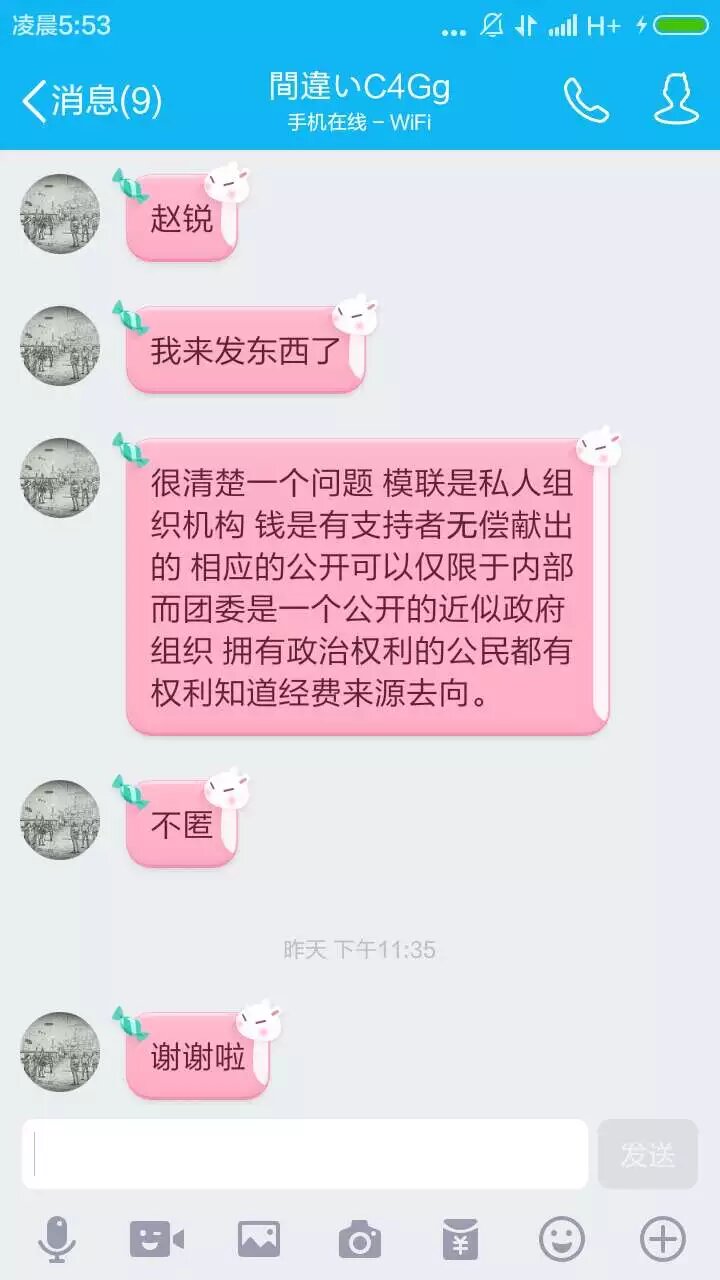 凌晨5:53
H+
消息(9)
間違いC4Gg
手机在线 – WiFi
赵锐
我来发东西了
很清楚一个问题 模联是私人组
织机构 钱是有支持者无偿献出
的 相应的公开可以仅限于内部
而团委是一个公开的近似政府
组织 拥有政治权利的公民都有
权利知道经费来源去向。
不匿
昨天 下午11:35
谢谢啦
发送